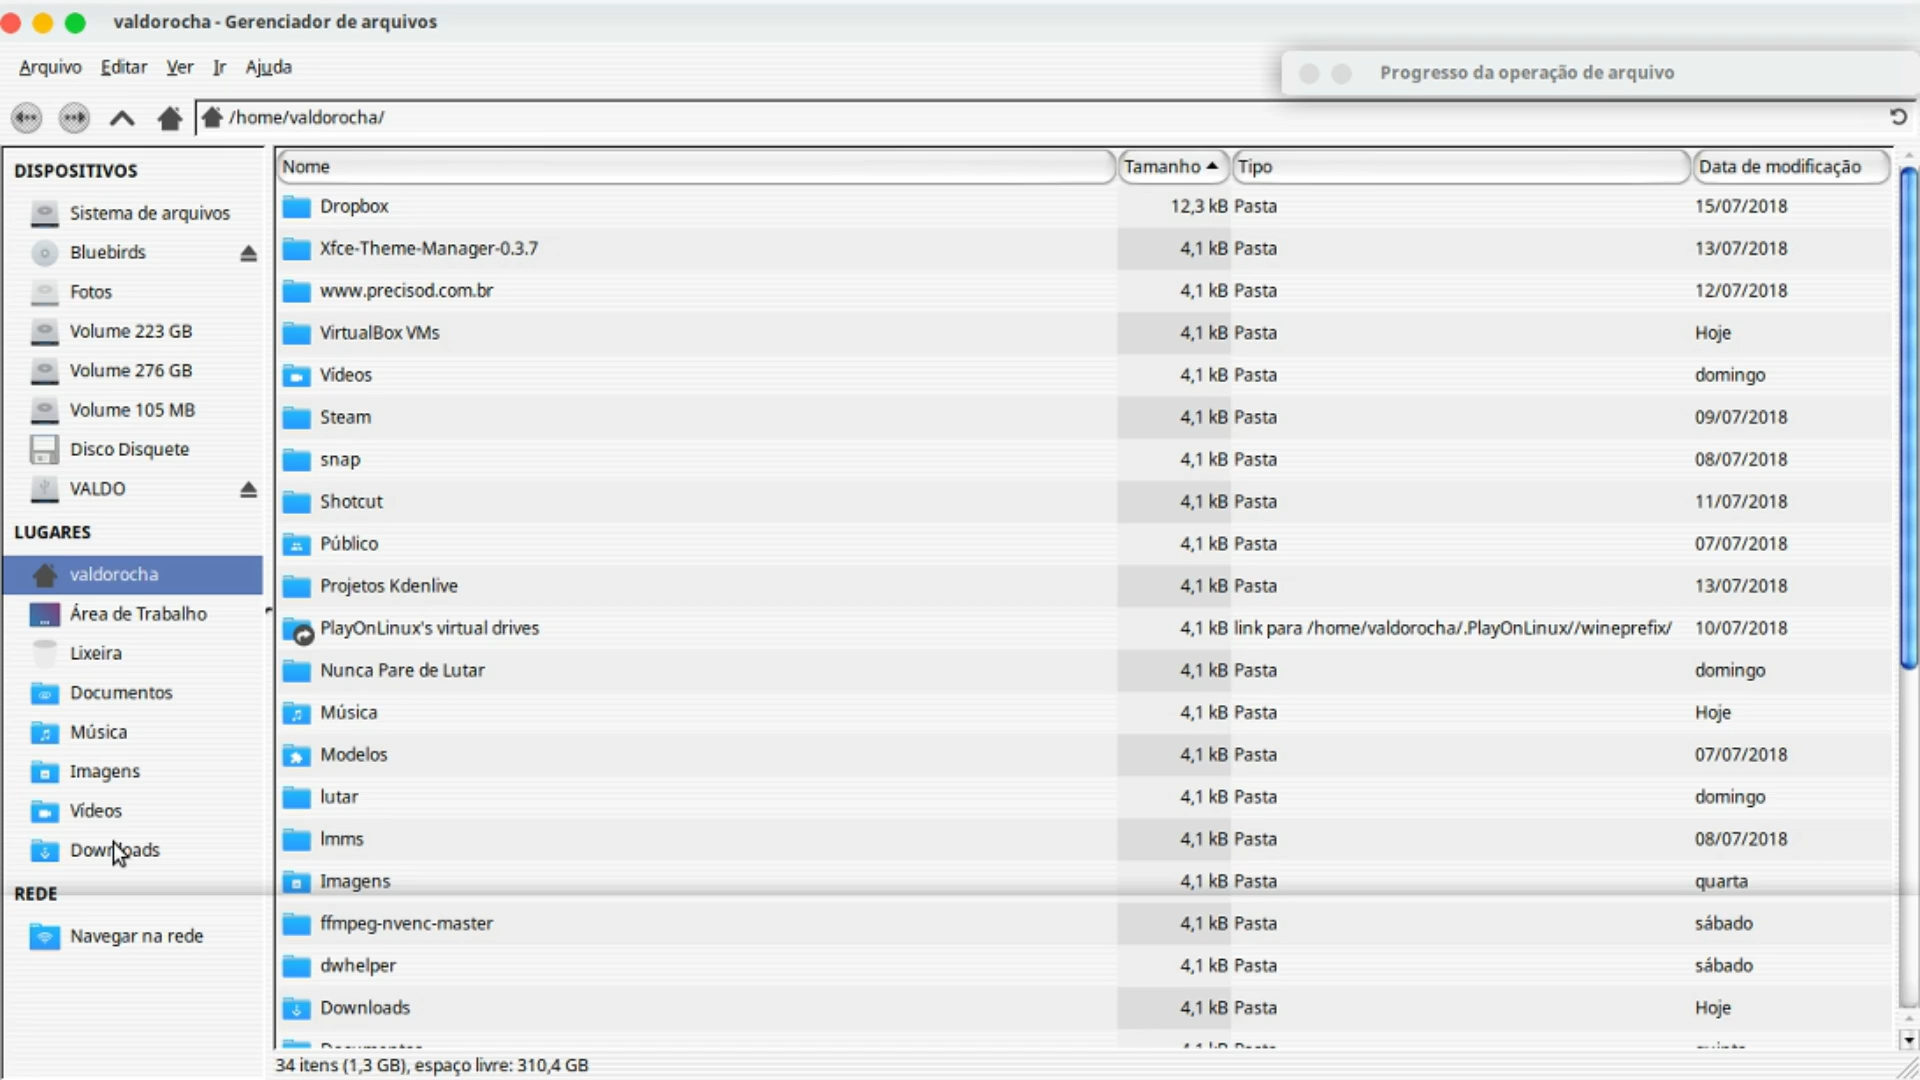 valdorocha - Gerenciador de arquivos
Arquivo Editar Ver Ir Ajuda
Progresso da operação de arquivo
/home/valdorocha/
DISPOSITIVOS
Sistema de arquivos
Bluebirds
Fotos
Volume 223 GB
Volume 276 GB
Volume 105 MB
Disco Disquete
VALDO
LUGARES
valdorocha
Área de Trabalho
Lixeira
Documentos
Música
Imagens
Vídeos
Downloads
REDE
Navegar na rede
Nome Tamanho Tipo Data de modificação
Dropbox 12,3 kB Pasta 15/07/2018
Xfce-Theme-Manager-0.3.7 4,1 kB Pasta 13/07/2018
www.precisod.com.br 4,1 kB Pasta 12/07/2018
VirtualBox VMs 4,1 kB Pasta Hoje
Vídeos 4,1 kB Pasta domingo
Steam 4,1 kB Pasta 09/07/2018
snap 4,1 kB Pasta 08/07/2018
Shotcut 4,1 kB Pasta 11/07/2018
Público 4,1 kB Pasta 07/07/2018
Projetos Kdenlive 4,1 kB Pasta 13/07/2018
PlayOnLinux's virtual drives 4,1 kB link para /home/valdorocha/.PlayOnLinux//wineprefix/ 10/07/2018
Nunca Pare de Lutar 4,1 kB Pasta domingo
Música 4,1 kB Pasta Hoje
Modelos 4,1 kB Pasta 07/07/2018
lutar 4,1 kB Pasta domingo
lmms 4,1 kB Pasta 08/07/2018
Imagens 4,1 kB Pasta quarta
ffmpeg-nvenc-master 4,1 kB Pasta sábado
dwhelper 4,1 kB Pasta sábado
Downloads 4,1 kB Pasta Hoje
34 itens (1,3 GB), espaço livre: 310,4 GB